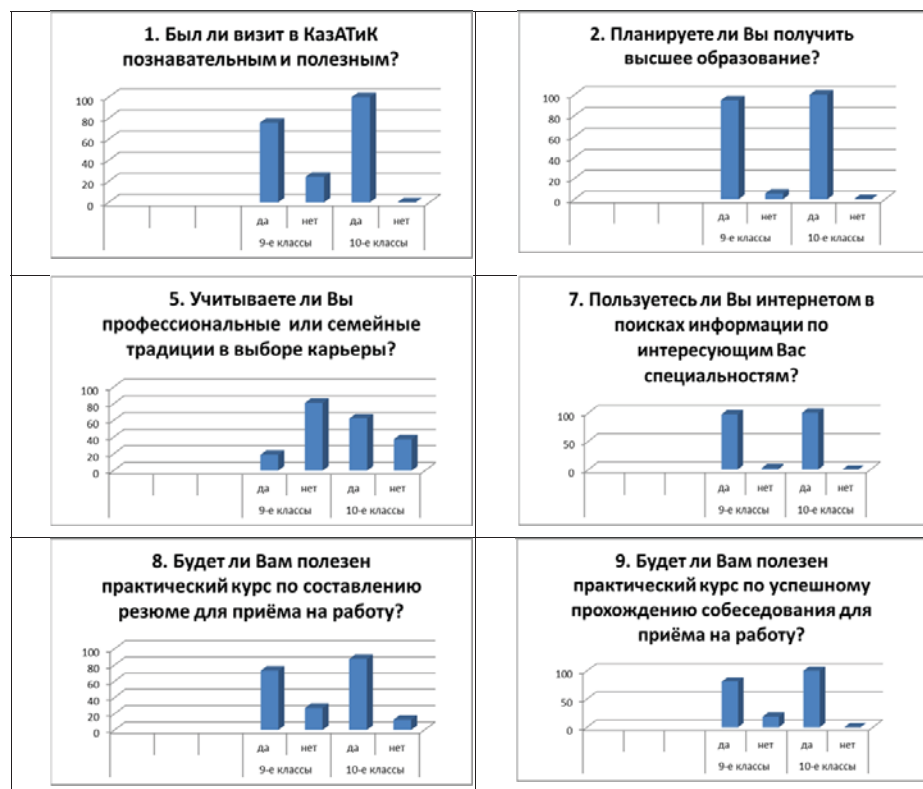 1. Был ли визит в КазАТиК
познавательным и полезным?
100
80
60
40
20
0
да нет да нет
9-е классы 10-е классы
2. Планируете ли Вы получить
высшее образование?
100
80
60
40
20
0
да нет да нет
9-е классы 10-е классы
5. Учитываете ли Вы
профессиональные или семейные
традиции в выборе карьеры?
100
80
60
40
20
0
да нет да нет
9-е классы 10-е классы
7. Пользуетесь ли Вы интернетом в
поисках информации по
интересующим Вас
специальностям?
100
50
0
да нет да нет
9-е классы 10-е классы
8. Будет ли Вам полезен
практический курс по составлению
резюме для приёма на работу?
100
80
60
40
20
0
да нет да нет
9-е классы 10-е классы
9. Будет ли Вам полезен
практический курс по успешному
прохождению собеседования для
приёма на работу?
100
50
0
да нет да нет
9-е классы 10-е классы